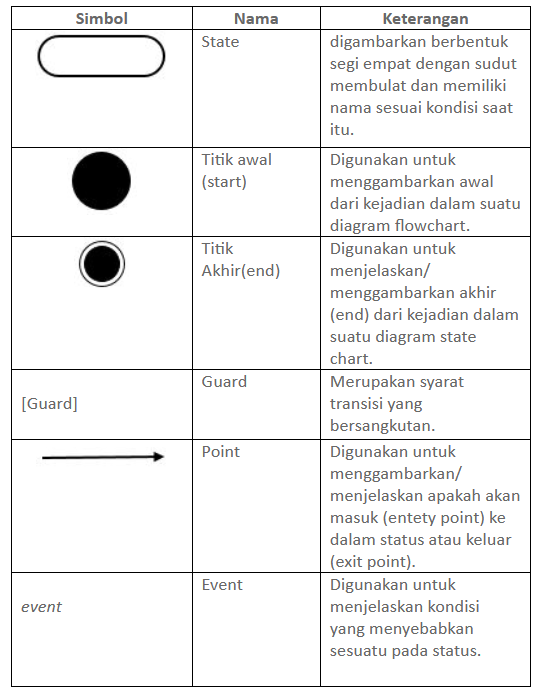 Simbol Nama Keterangan
State
digambarkan berbentuk
segi empat dengan sudut
membulat dan memiliki
nama sesuai kondisi saat
itu.
Titik awal
(start)
Digunakan untuk
menggambarkan awal
dari kejadian dalam suatu
diagram flowchart.
Titik
Akhir(end)
Digunakan untuk
menjelaskan/
menggambarkan akhir
(end) dari kejadian dalam
suatu diagram state
chart.
[Guard]
Guard
Merupakan syarat
transisi yang
bersangkutan.
Point
Digunakan untuk
menggambarkan/
menjelaskan apakah akan
masuk (entety point) ke
dalam status atau keluar
(exit point).
event
Event
Digunakan untuk
menjelaskan kondisi
yang menyebabkan
sesuatu pada status.